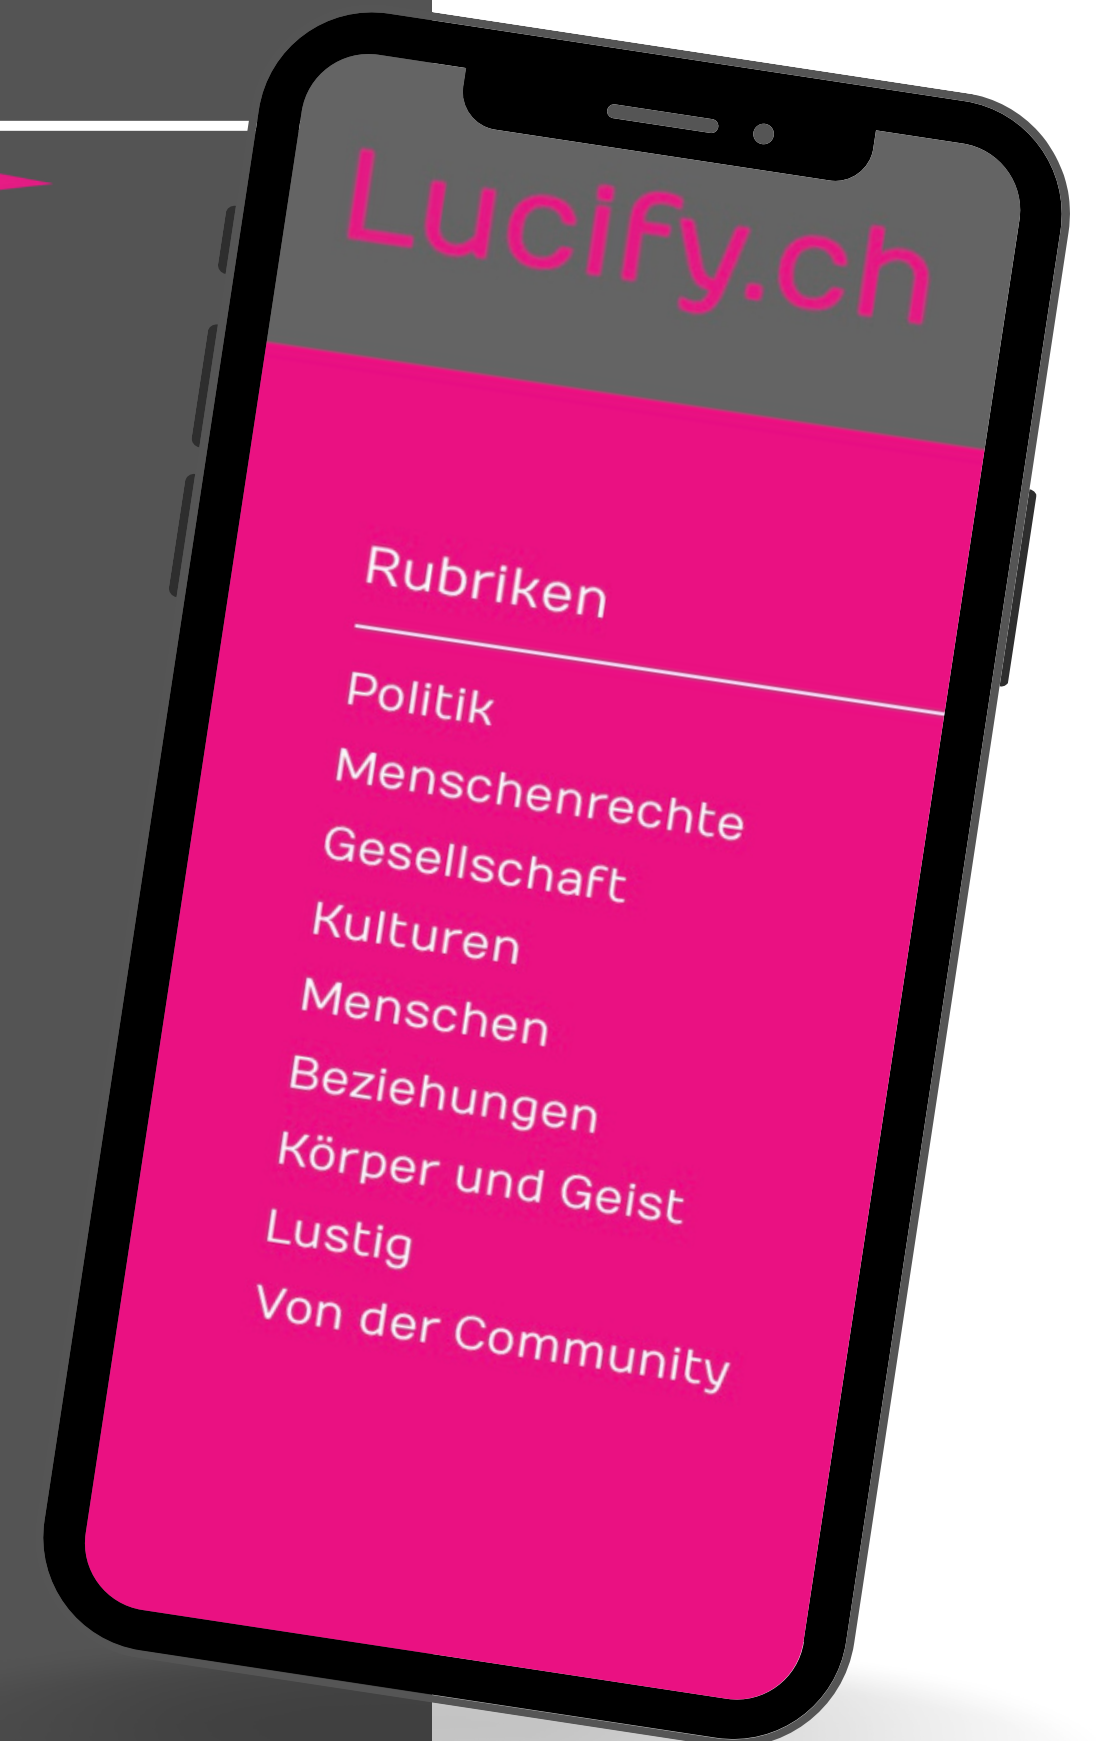 Lucify.ch
Rubriken
Politik
Menschenrechte
Gesellschaft
Kulturen
Menschen
Beziehungen
Körper und Geist
Lustig
Von der Community